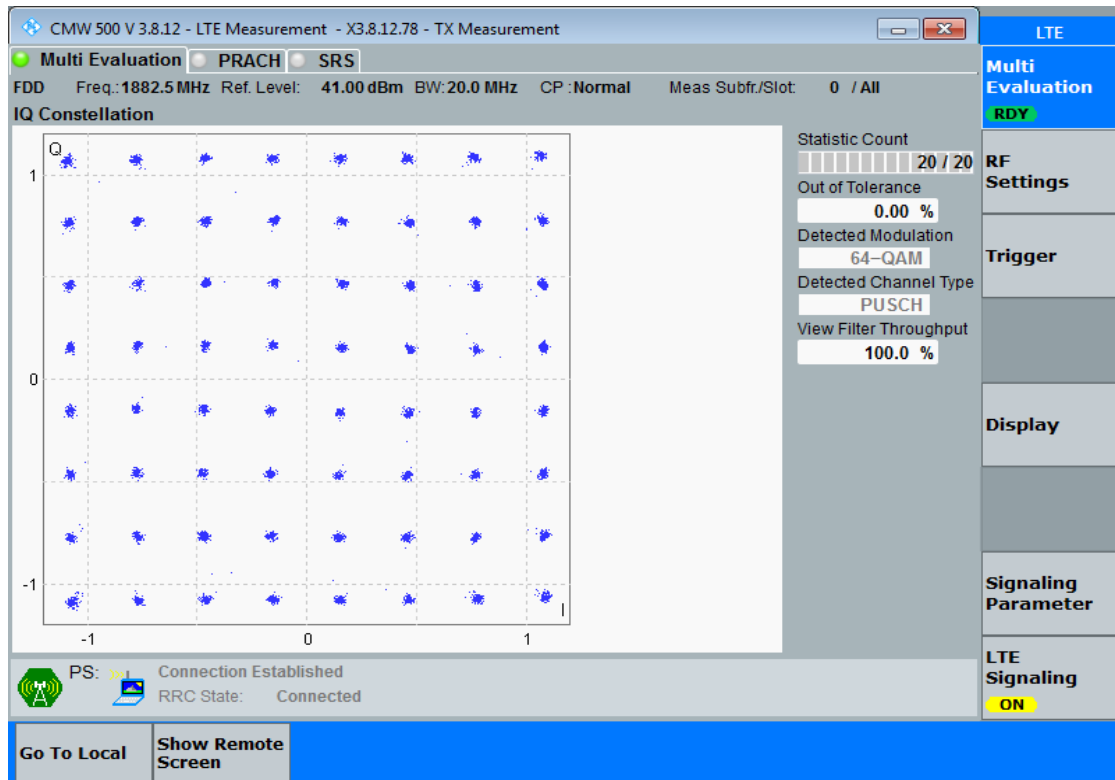 CMW 500 V 3.8.12 - LTE Measurement - X3.8.12.78 - TX Measurement
LTE
Multi Evaluation PRACH SRS
FDD Freq.: 1882.5 MHz Ref. Level: 41.00 dBm BW: 20.0 MHz CP : Normal Meas Subfr./Slot: 0 / All
IQ Constellation
Q
1
0
-1
I
-1 0 1
Statistic Count
20 / 20
Out of Tolerance
0.00 %
Detected Modulation
64-QAM
Detected Channel Type
PUSCH
View Filter Throughput
100.0 %
Multi
Evaluation
RDY
RF
Settings
Trigger
Display
Signaling
Parameter
LTE
Signaling
ON
PS: Connection Established
RRC State: Connected
Go To Local
Show Remote
Screen